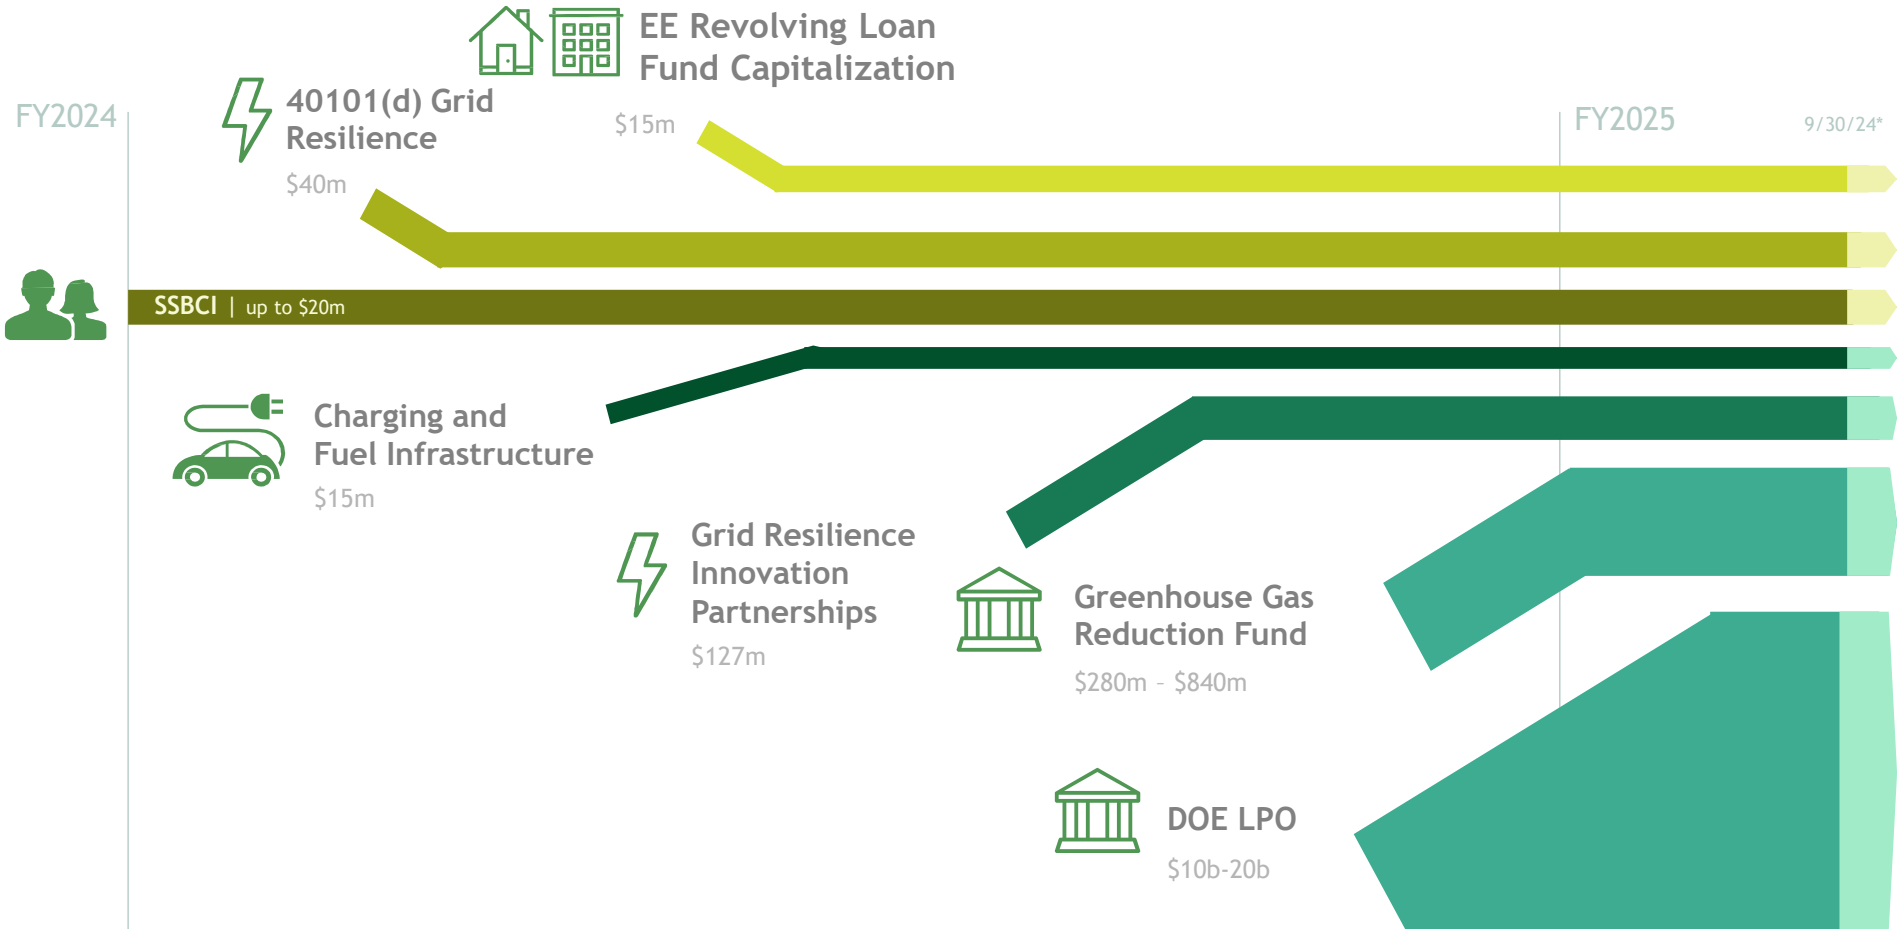 EE Revolving Loan
Fund Capitalization
$15m
40101(d) Grid
Resilience
$40m
FY2024
FY2025
9/30/24*
SSBCI | up to $20m
Charging and
Fuel Infrastructure
$15m
Grid Resilience
Innovation
Partnerships
$127m
Greenhouse Gas
Reduction Fund
$280m – $840m
DOE LPO
$10b-20b